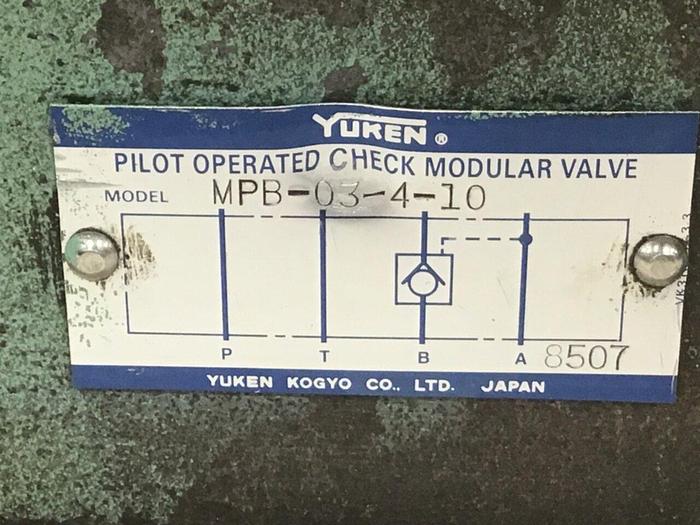 YUKEN ®
PILOT OPERATED CHECK MODULAR VALVE
MODEL MPB-03-4-10
P T B A 8507
YUKEN KOGYO CO., LTD. JAPAN